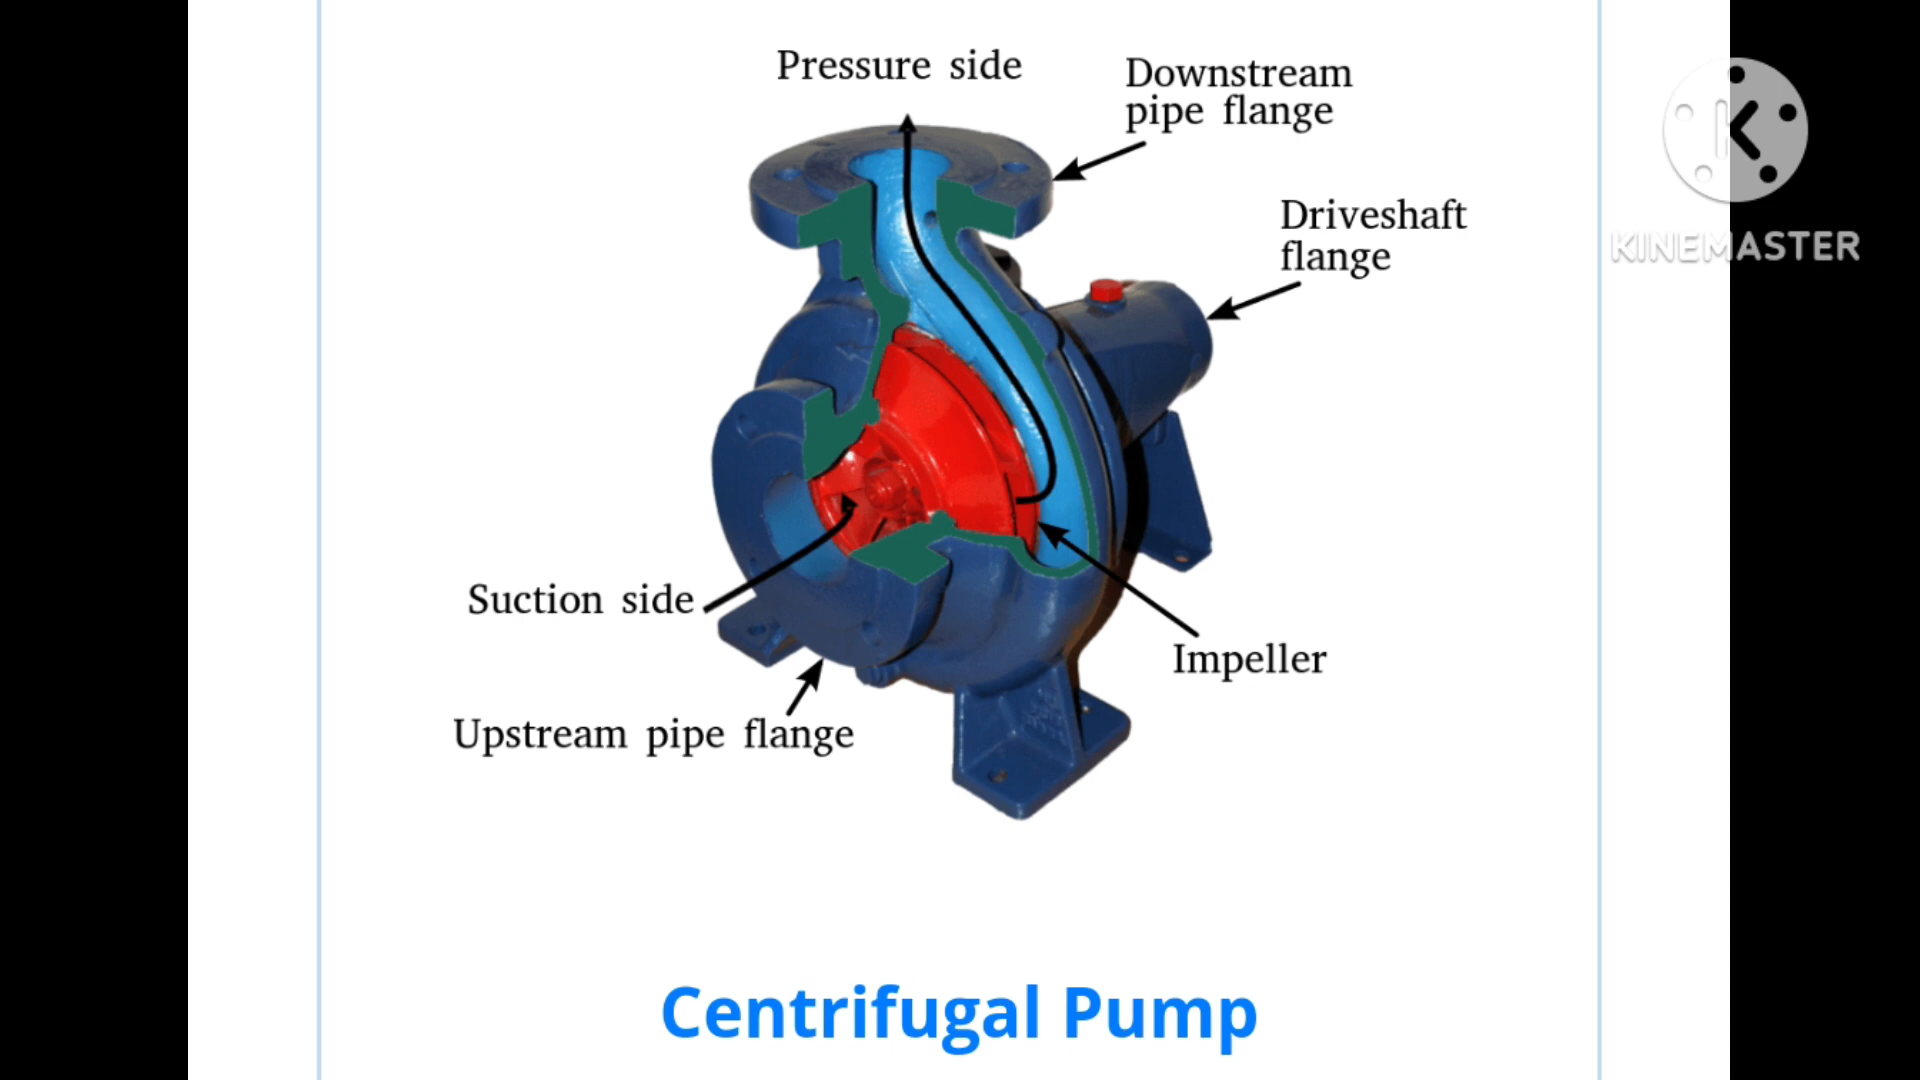 Pressure side
Downstream
pipe flange
Driveshaft
flange
KINEMASTER
Suction side
Impeller
Upstream pipe flange
Centrifugal Pump